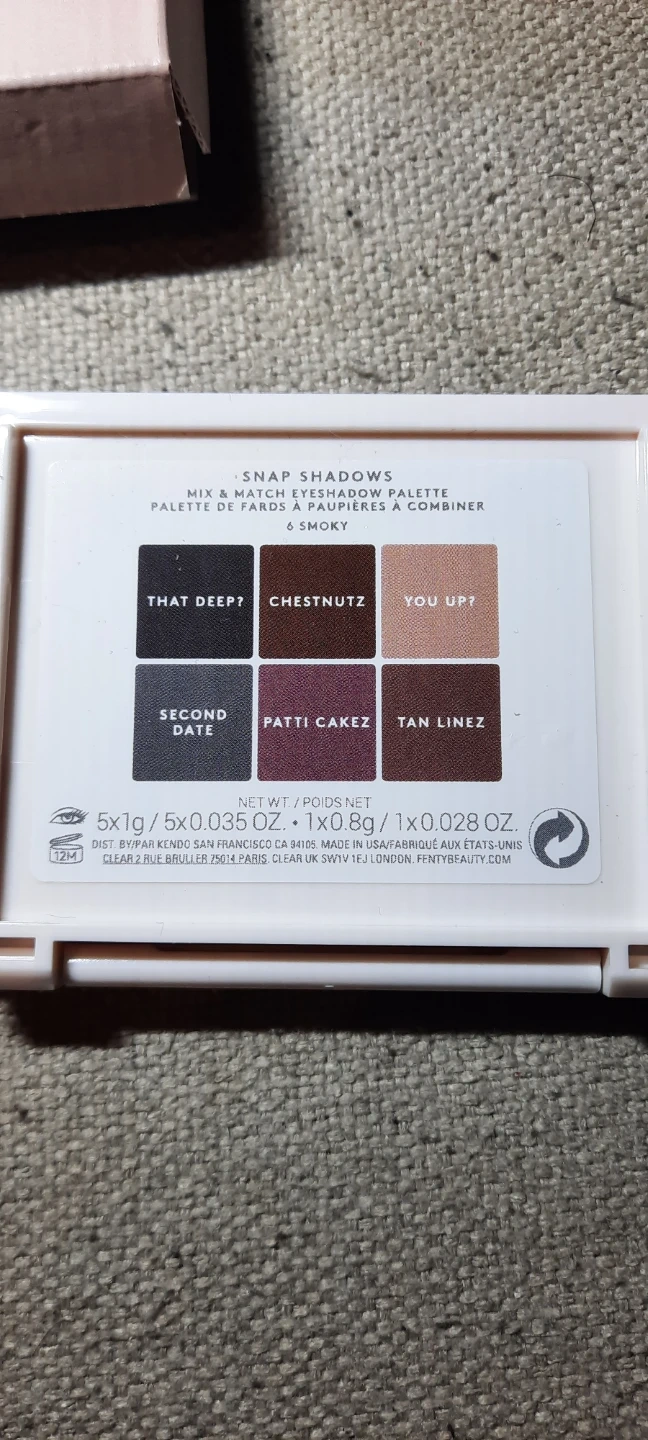 SNAP SHADOWS
MIX & MATCH EYESHADOW PALETTE
PALETTE DE FARDS À PAUPIÈRES À COMBINER
6 SMOKY
THAT DEEP? CHESTNUTZ YOU UP?
SECOND DATE PATTI CAKEZ TAN LINEZ
NET WT. / POIDS NET
5x1g / 5x0.035 OZ. • 1x0.8g / 1x0.028 OZ.
12M
DIST. BY/PAR KENDO SAN FRANCISCO CA 94105. MADE IN USA/FABRIQUÉ AUX ÉTATS-UNIS
CLEAR 2 RUE BRULLER 75014 PARIS. CLEAR UK SW1V 1EJ LONDON. FENTYBEAUTY.COM